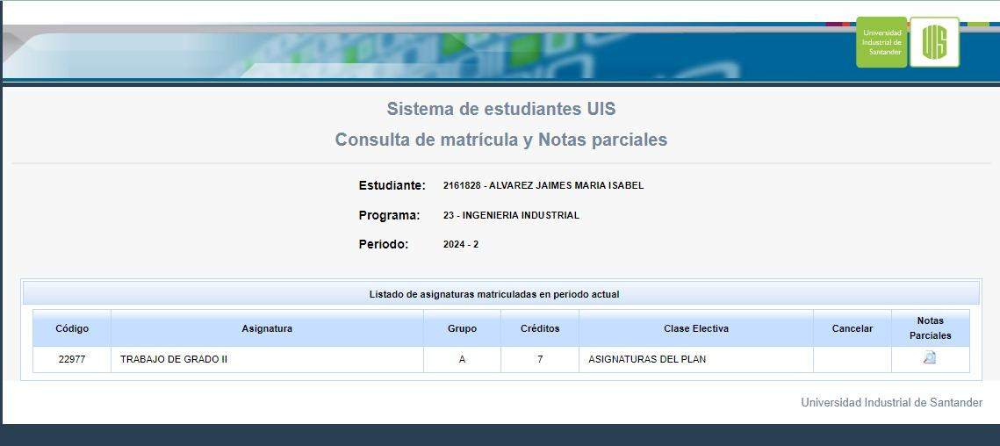 Universidad
Industrial de
Santander
UIS
Sistema de estudiantes UIS
Consulta de matrícula y Notas parciales
Estudiante: 2161828 - ALVAREZ JAIMES MARIA ISABEL
Programa: 23 - INGENIERIA INDUSTRIAL
Periodo: 2024 - 2
Listado de asignaturas matriculadas en periodo actual
Código Asignatura Grupo Créditos Clase Electiva Cancelar Notas Parciales
22977 TRABAJO DE GRADO II A 7 ASIGNATURAS DEL PLAN
Universidad Industrial de Santander